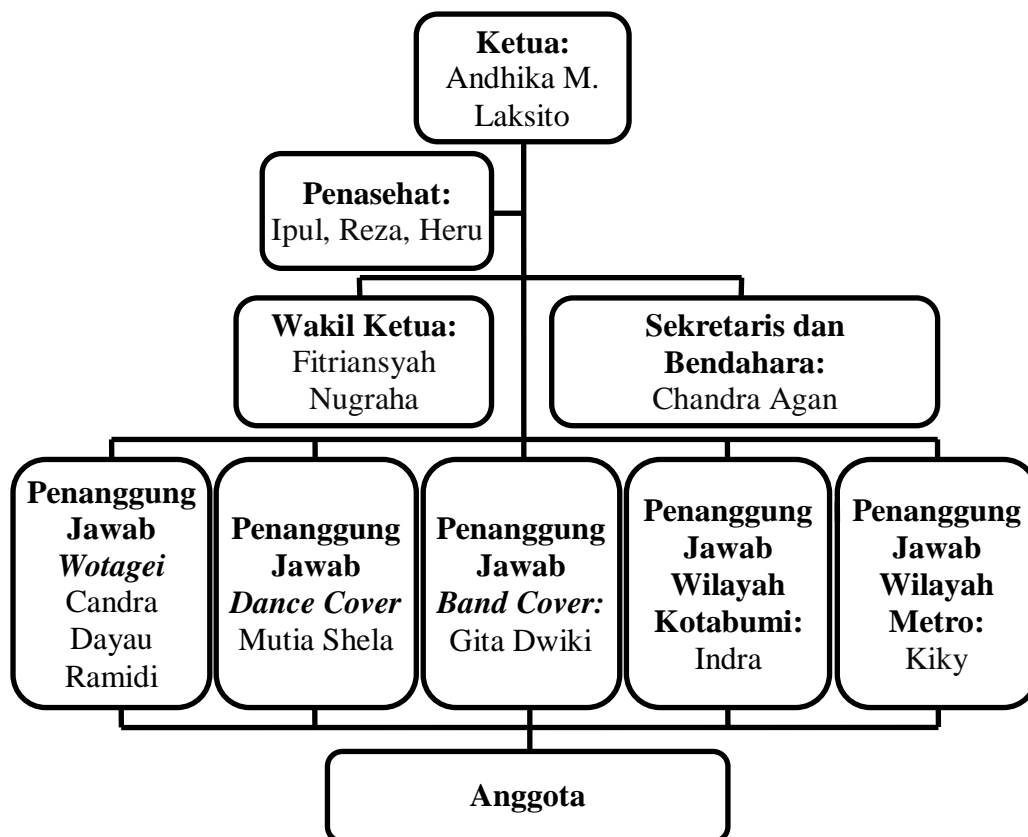 Ketua:
Andhika M.
Laksito
Penasehat:
Ipul, Reza, Heru
Wakil Ketua:
Fitriansyah
Nugraha
Sekretaris dan
Bendahara:
Chandra Agan
Penanggung
Jawab
Wotagei
Candra
Dayau
Ramidi
Penanggung
Jawab
Dance Cover
Mutia Shela
Penanggung
Jawab
Band Cover:
Gita Dwiki
Penanggung
Jawab
Wilayah
Kotabumi:
Indra
Penanggung
Jawab
Wilayah
Metro:
Kiky
Anggota